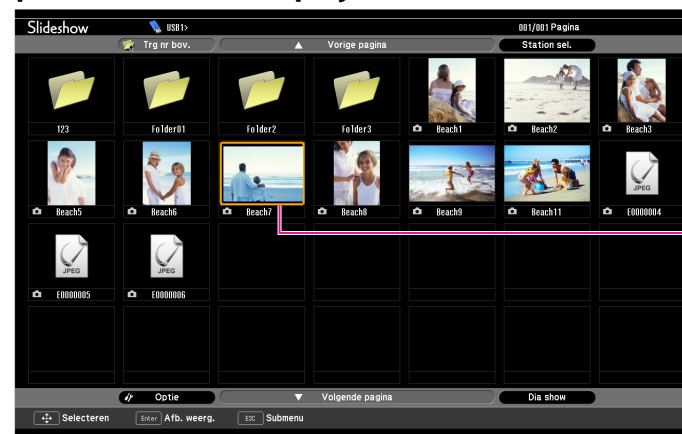 Slideshow USB1> 001/001 Pagina
Trg nr bov. Vorige pagina Station sel.
123 Folder01 Folder2 Folder3 Beach1 Beach2 Beach3
JPEG
Beach5 Beach6 Beach7 Beach8 Beach9 Beach11 E0000004
JPEG JPEG
E0000005 E0000006
Optie Volgende pagina Dia show
Selecteren Enter Afb. weerg. ESC Submenu